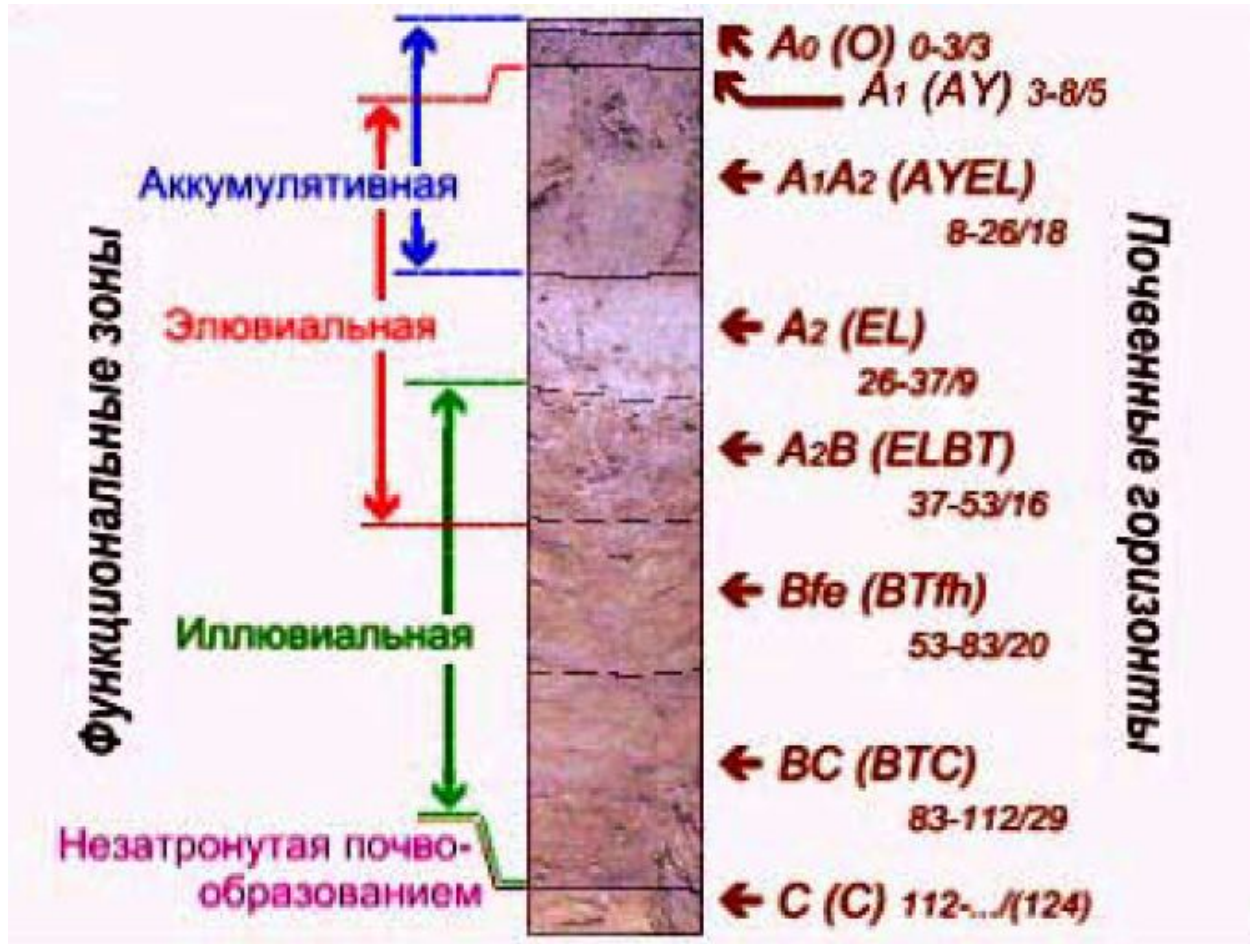 A0 (O) 0-3/3
A1 (AY) 3-8/5
Аккумулятивная
A1A2 (AYEL)
8-26/18
Функциональные зоны
Почвенные горизонты
Элювиальная
A2 (EL)
26-37/9
A2B (ELBT)
37-53/16
Иллювиальная
Bfe (BTfh)
53-83/20
BC (BTC)
83-112/29
Незатронутая почво-
образованием
C (C) 112-.../(124)